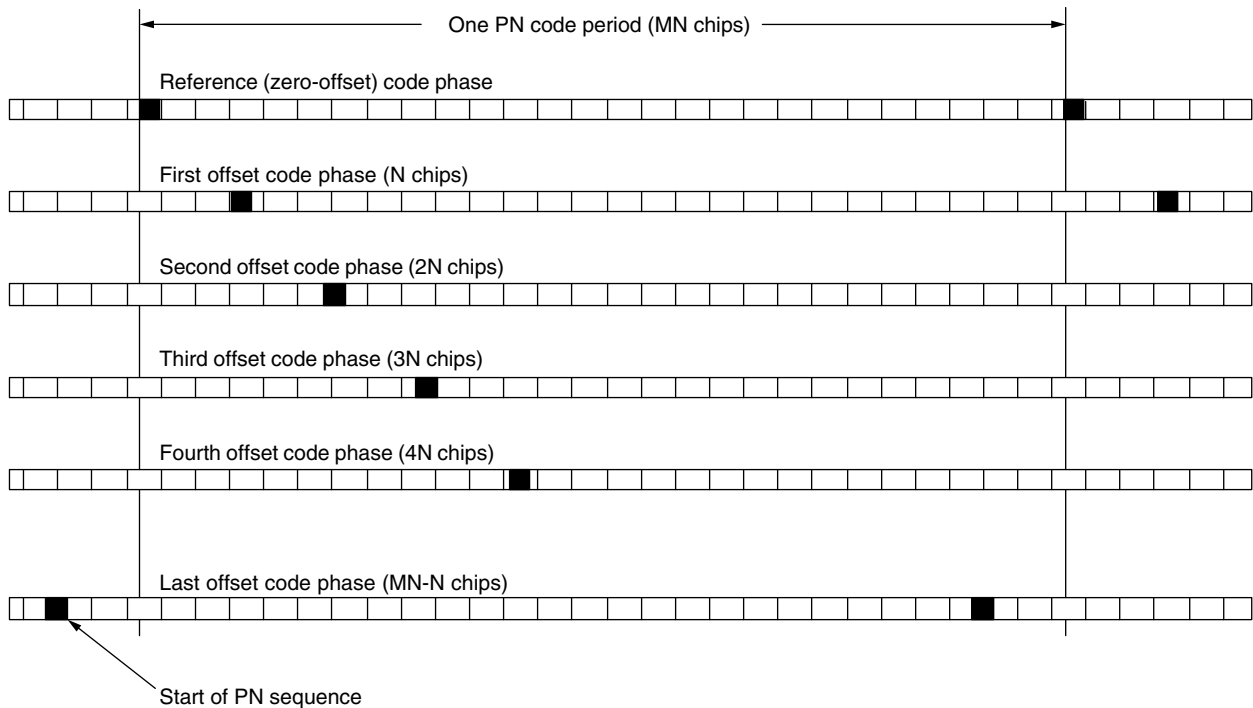 One PN code period (MN chips)
Reference (zero-offset) code phase
First offset code phase (N chips)
Second offset code phase (2N chips)
Third offset code phase (3N chips)
Fourth offset code phase (4N chips)
Last offset code phase (MN-N chips)
Start of PN sequence